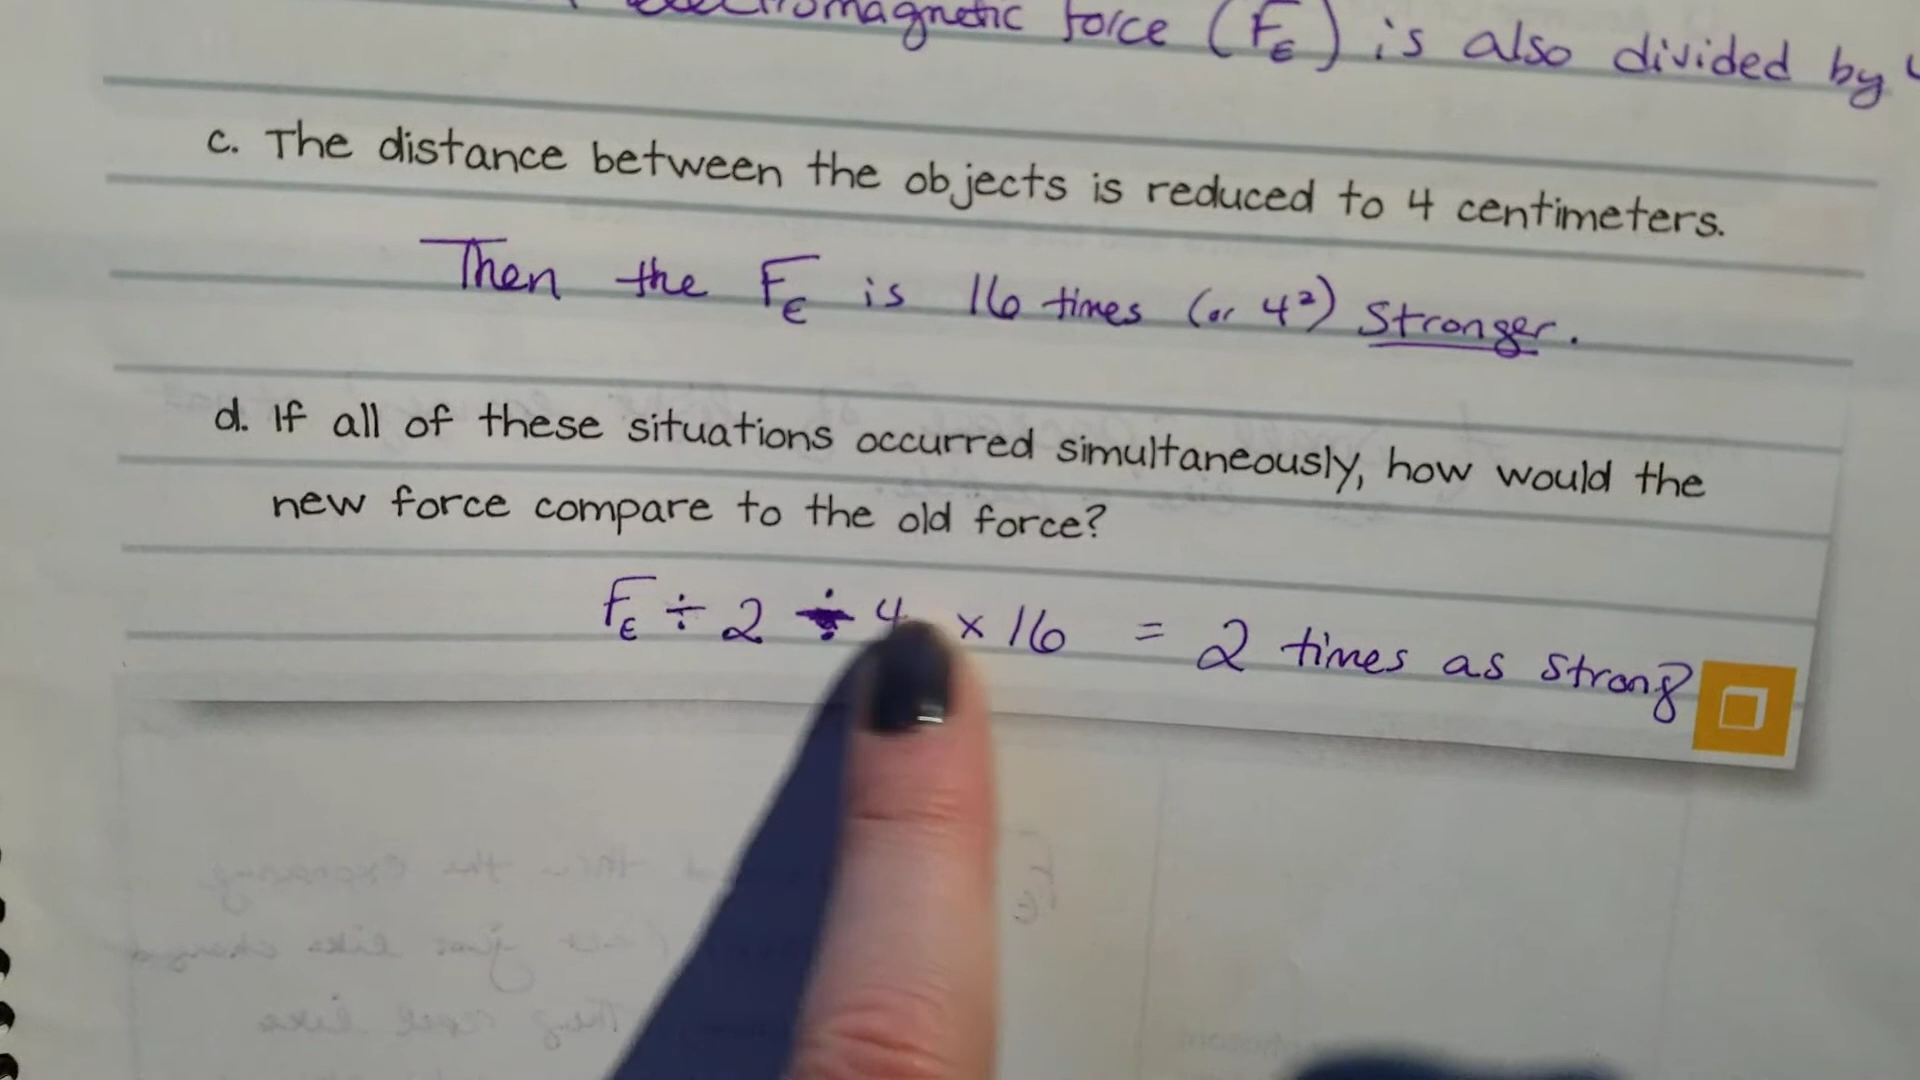 electromagnetic force (FE) is also divided by
c. The distance between the objects is reduced to 4 centimeters.
Then the FE is 16 times (or 4²) stronger.
d. If all of these situations occurred simultaneously, how would the
new force compare to the old force?
FE ÷ 2 ÷ 4 × 16 = 2 times as strong